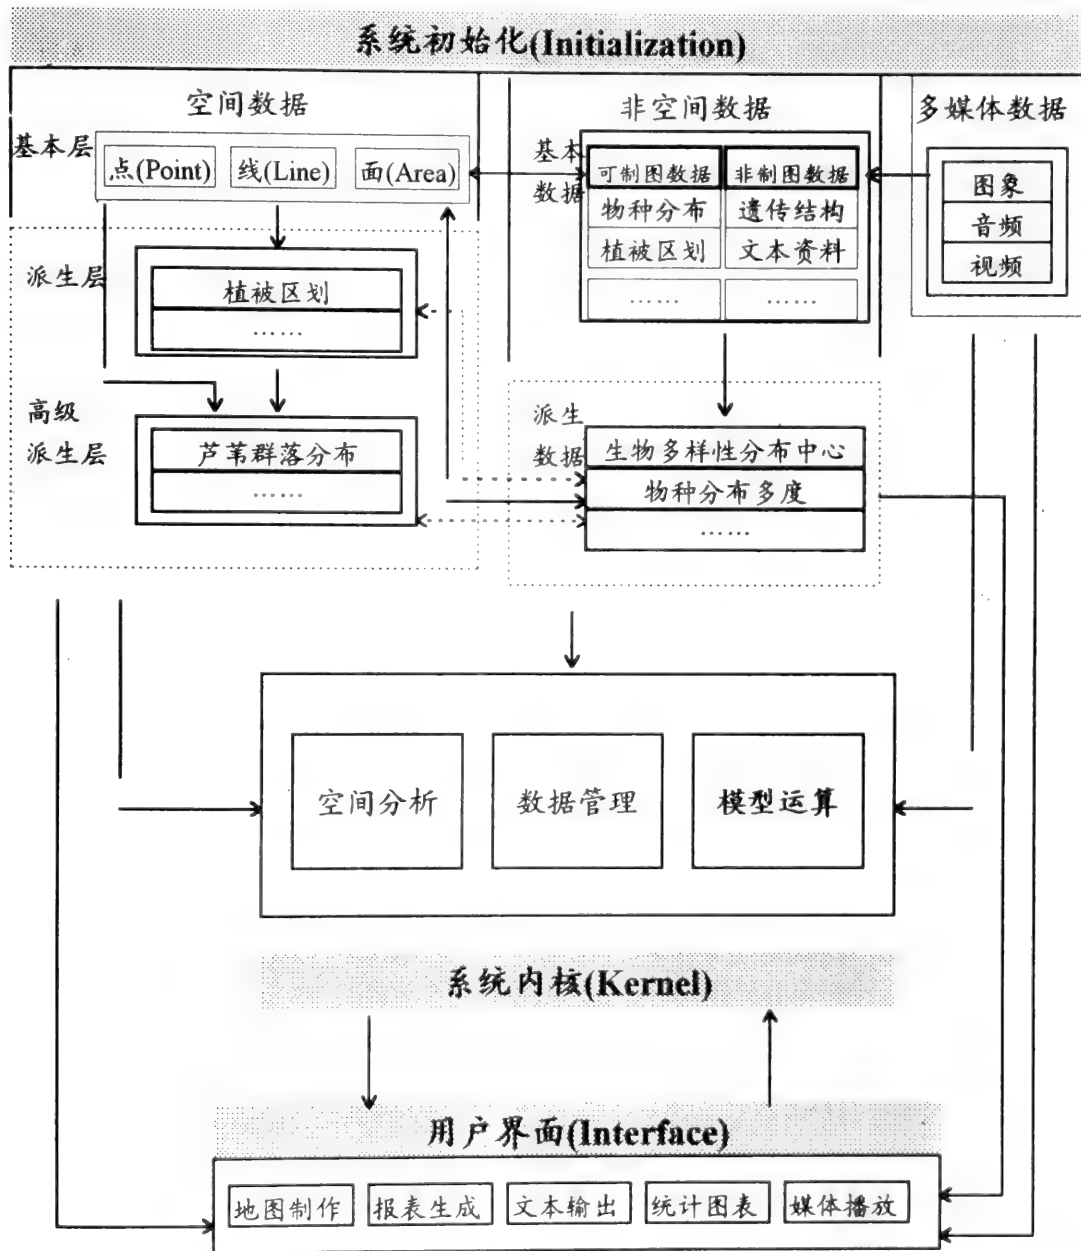 系统初始化(Initialization)
空间数据
非空间数据
多媒体数据
基本层
点(Point)
线(Line)
面(Area)
基本
数据
可制图数据
非制图数据
物种分布
遗传结构
植被区划
文本资料
……
……
图象
音频
视频
派生层
植被区划
……
高级
派生层
芦苇群落分布
……
派生
数据
生物多样性分布中心
物种分布多度
……
空间分析
数据管理
模型运算
系统内核(Kernel)
用户界面(Interface)
地图制作
报表生成
文本输出
统计图表
媒体播放